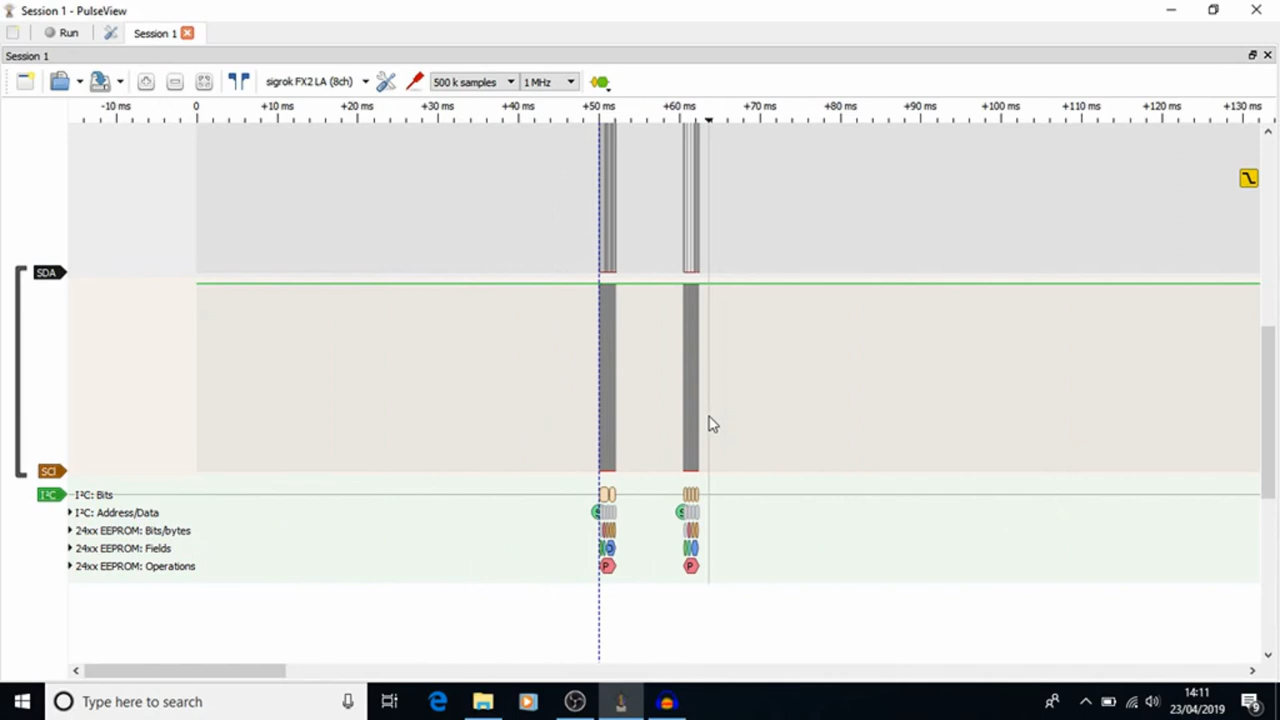 Session 1 - PulseView
Run
Session 1
Session 1
sigrok FX2 LA (8ch)
500 k samples
1 MHz
-10 ms 0 +10 ms +20 ms +30 ms +40 ms +50 ms +60 ms +70 ms +80 ms +90 ms +100 ms +110 ms +120 ms +130 ms
SDA
SCl
I²C
I²C: Bits
I²C: Address/Data
S S
24xx EEPROM: Bits/bytes
24xx EEPROM: Fields
D
24xx EEPROM: Operations
P P
Type here to search
14:11
23/04/2019
9